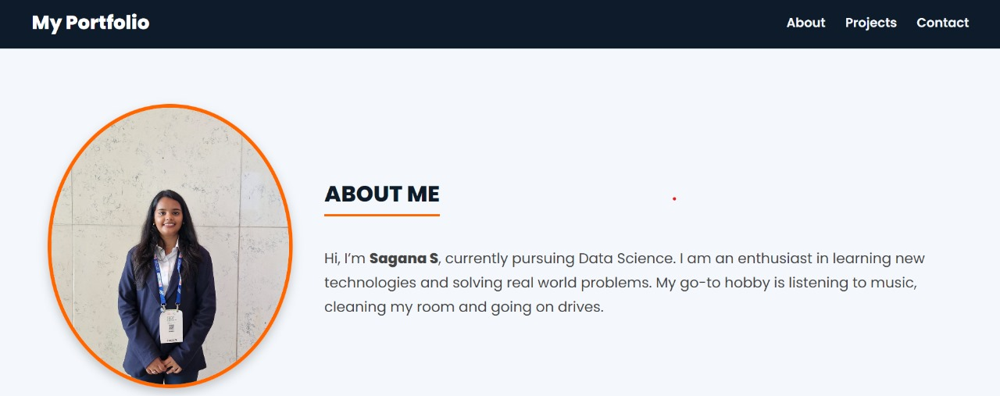 My Portfolio
About Projects Contact
ABOUT ME
Hi, I’m Sagana S, currently pursuing Data Science. I am an enthusiast in learning new
technologies and solving real world problems. My go-to hobby is listening to music,
cleaning my room and going on drives.